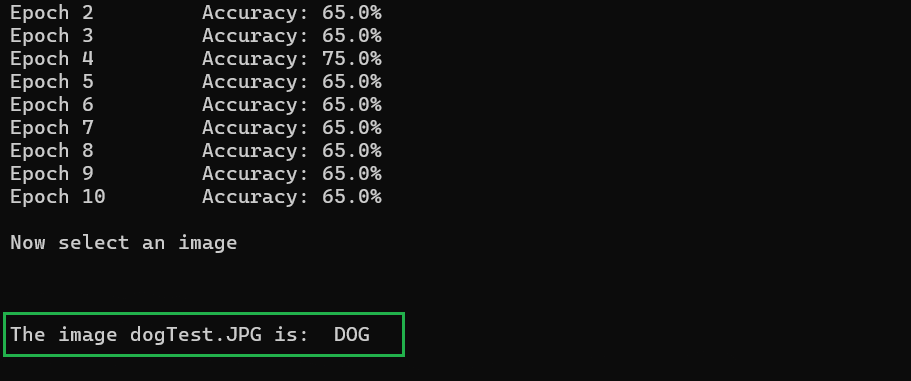 Epoch 2 Accuracy: 65.0%
Epoch 3 Accuracy: 65.0%
Epoch 4 Accuracy: 75.0%
Epoch 5 Accuracy: 65.0%
Epoch 6 Accuracy: 65.0%
Epoch 7 Accuracy: 65.0%
Epoch 8 Accuracy: 65.0%
Epoch 9 Accuracy: 65.0%
Epoch 10 Accuracy: 65.0%
Now select an image
The image dogTest.JPG is: DOG